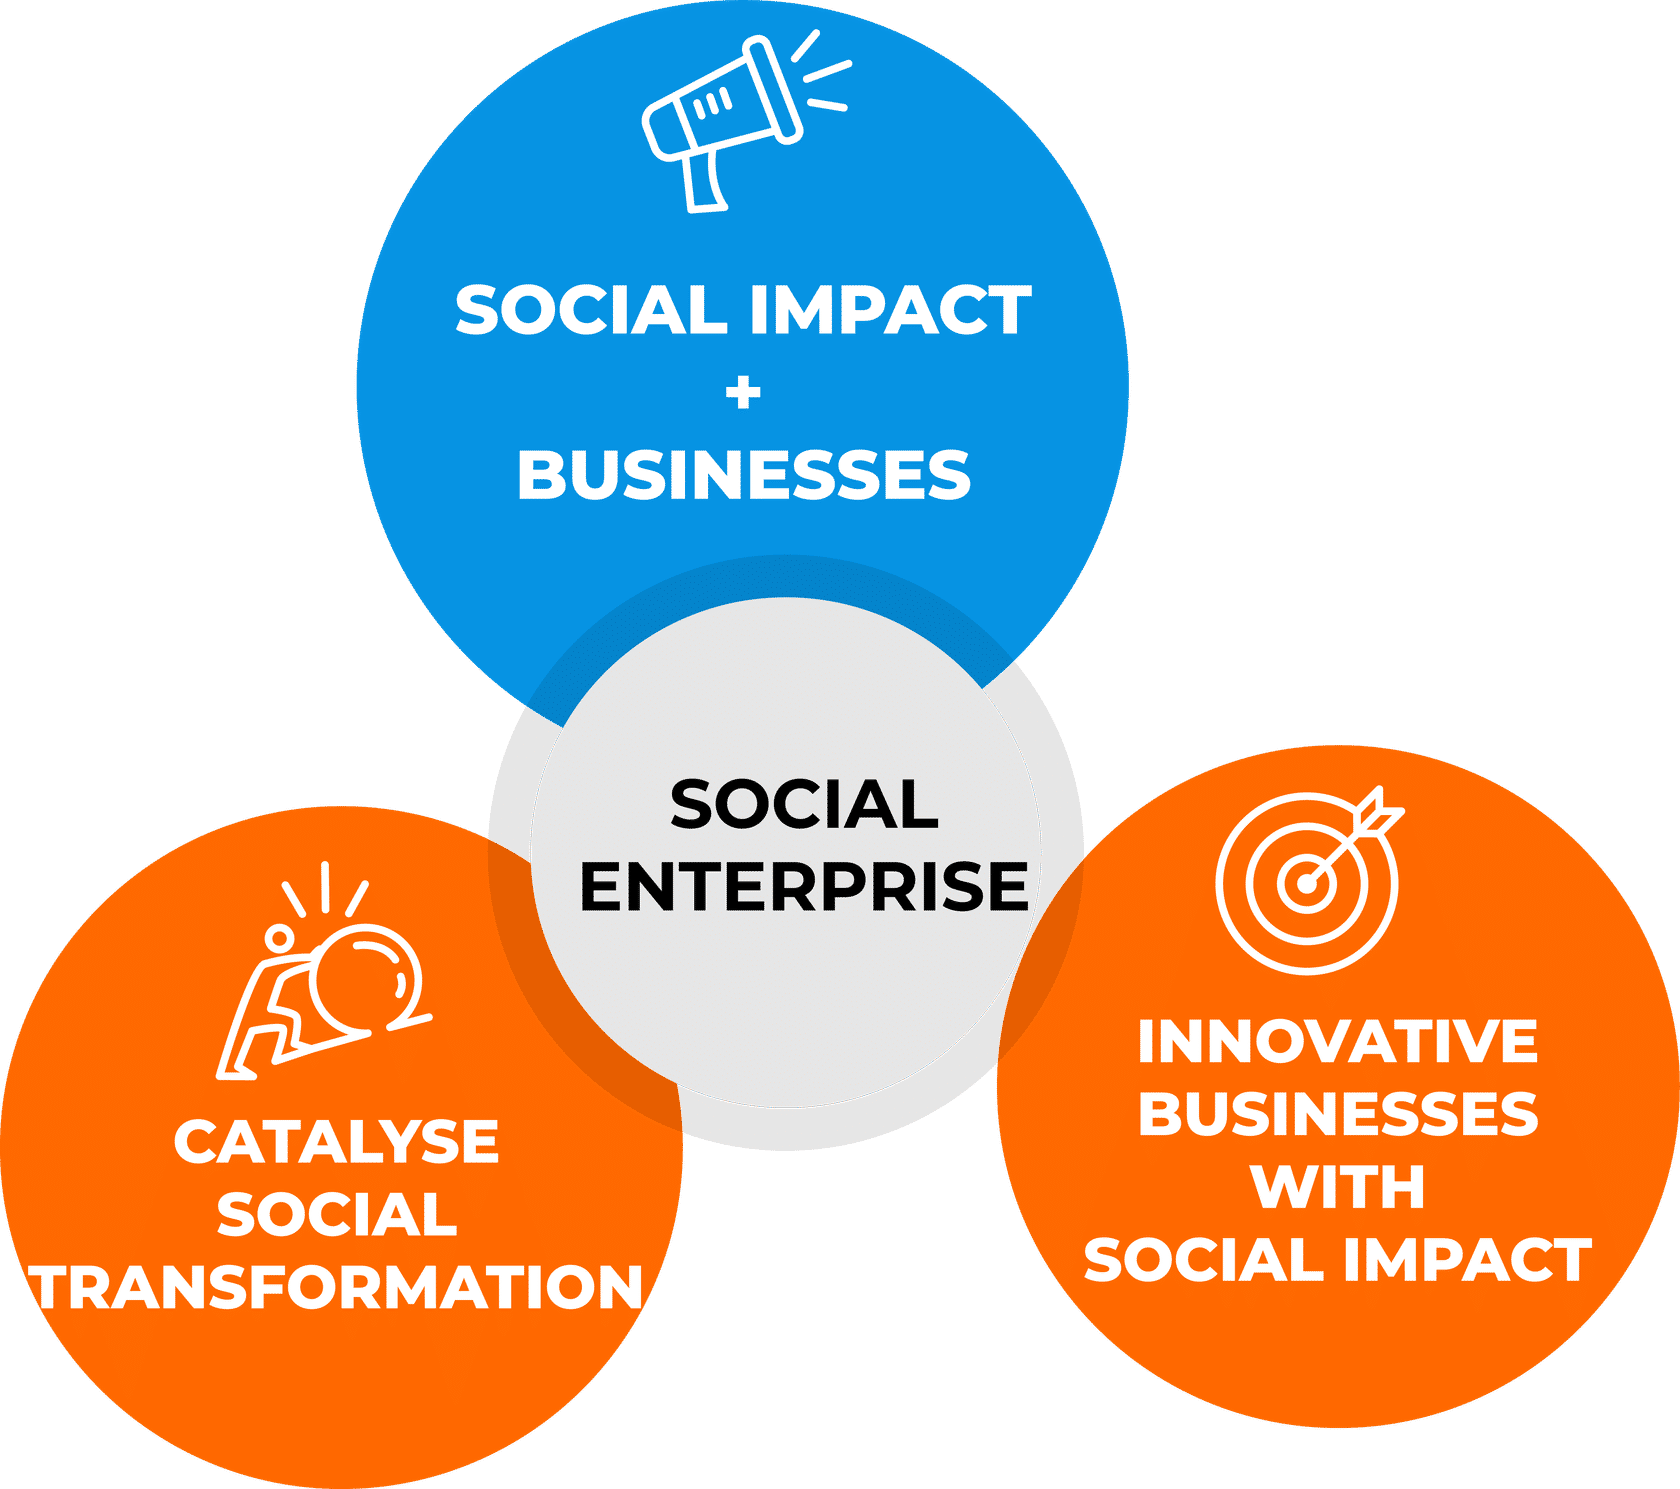 SOCIAL IMPACT
+
BUSINESSES
SOCIAL
ENTERPRISE
CATALYSE
SOCIAL
TRANSFORMATION
INNOVATIVE
BUSINESSES
WITH
SOCIAL IMPACT